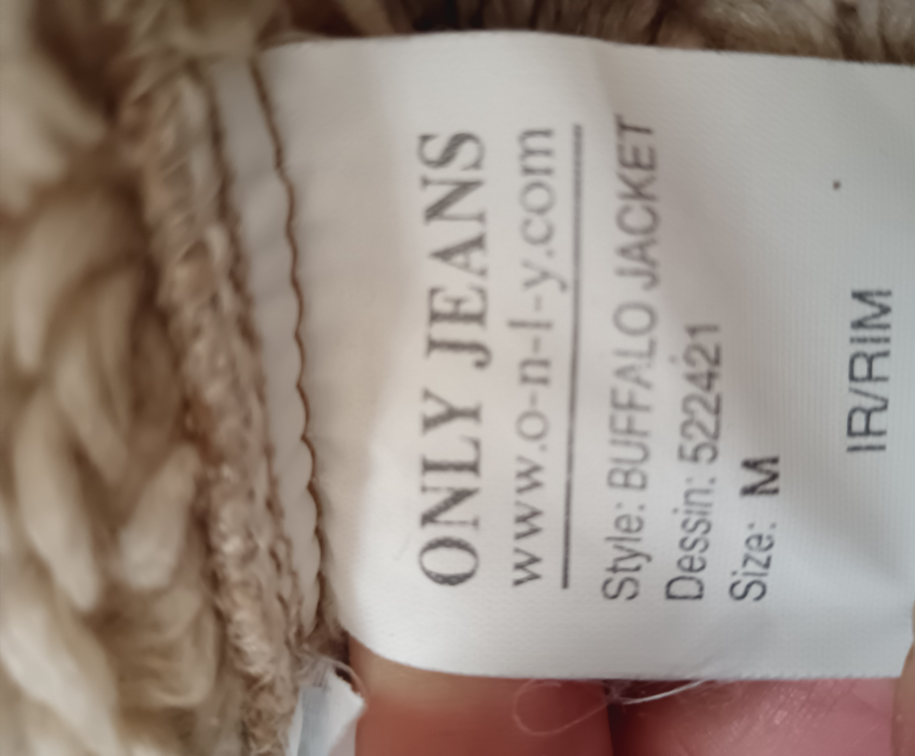 ONLY JEANS
www.o-n-l-y.com
Style: BUFFALO JACKET
Dessin: 522421
Size: M
IR/RIM